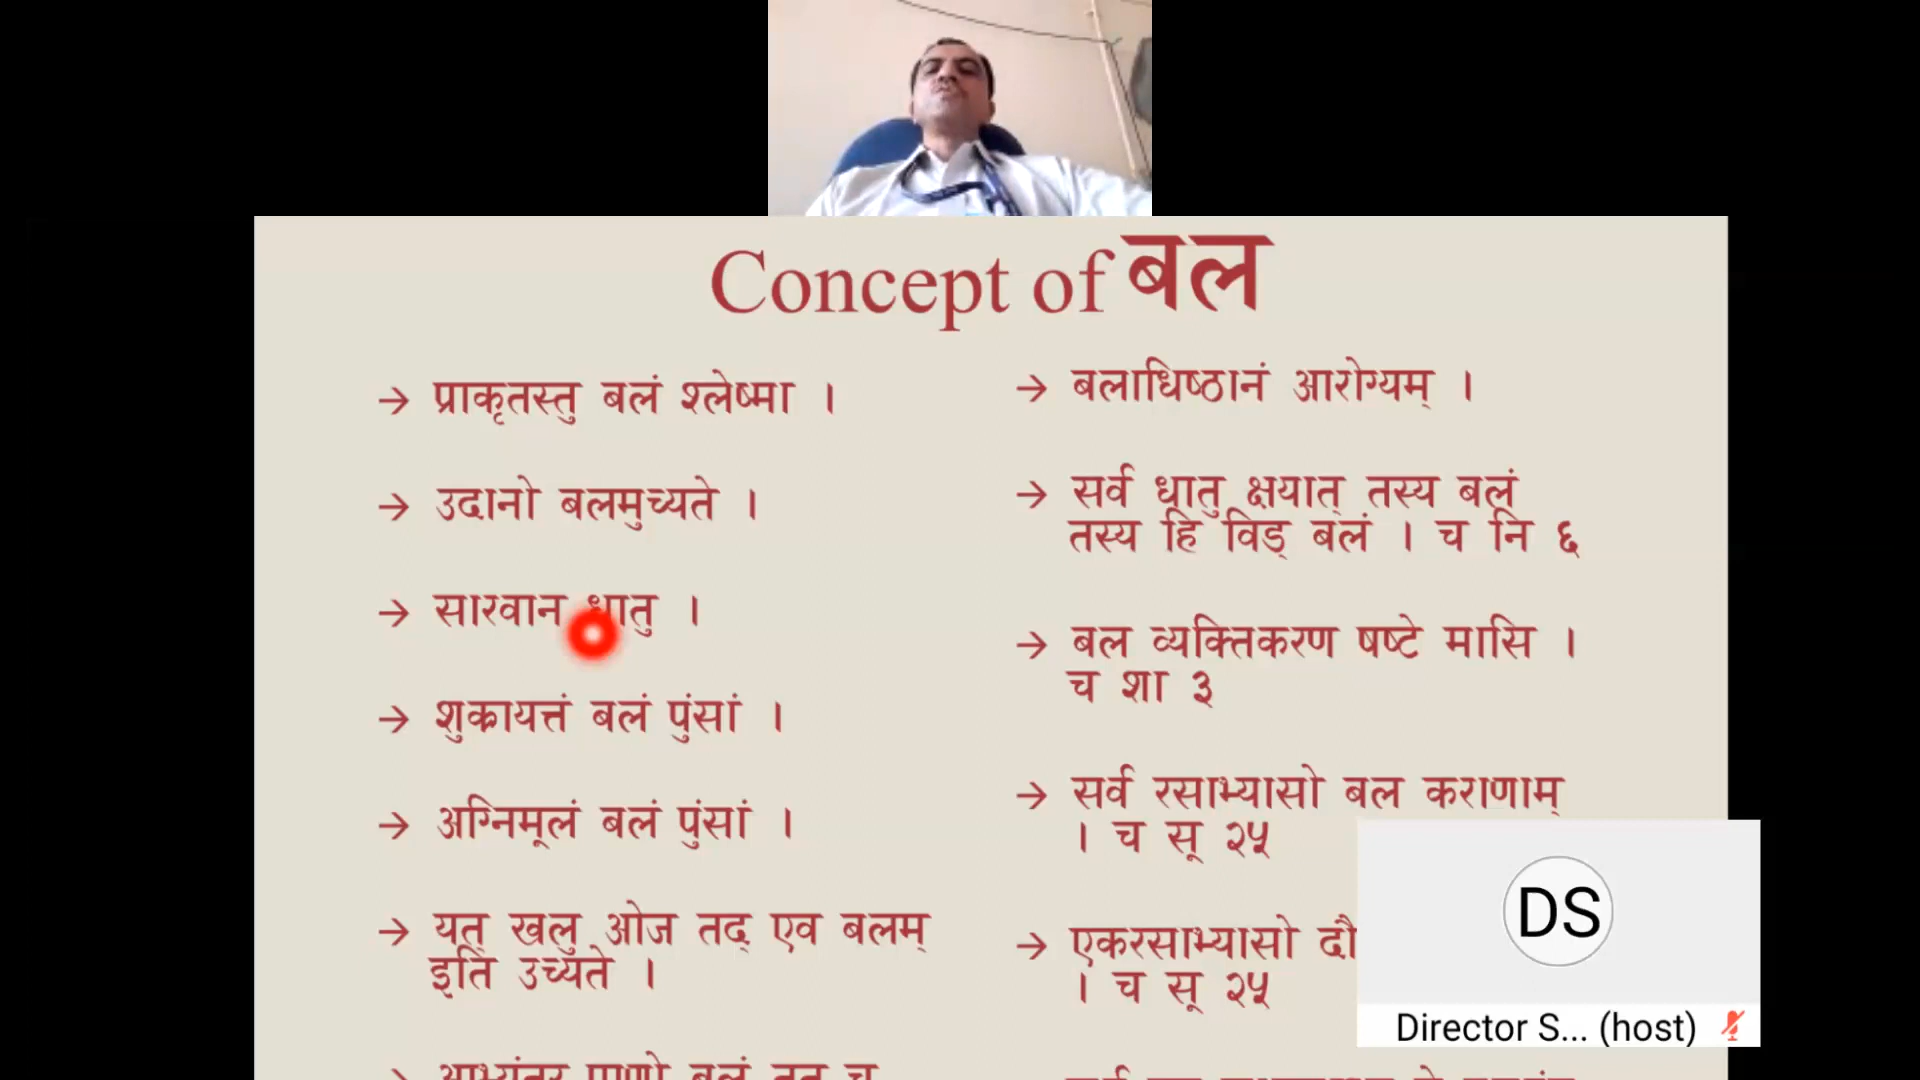 Concept of बल
→ प्राकृतस्तु बलं श्लेष्मा ।
→ उदानो बलमुच्यते ।
→ सारवान धातु ।
→ शुक्रायत्तं बलं पुंसां ।
→ अग्निमूलं बलं पुंसां ।
→ यत् खलु ओज तद् एव बलम्
इति उच्यते ।
→ बलाधिष्ठानं आरोग्यम् ।
→ सर्व धातु क्षयात् तस्य बलं
तस्य हि विड् बलं । च नि ६
→ बल व्यक्तिकरण षष्टे मासि ।
च शा ३
→ सर्व रसाभ्यासो बल कराणाम्
। च सू २५
→ एकरसाभ्यासो
। च सू २५
DS
Director S... (host)